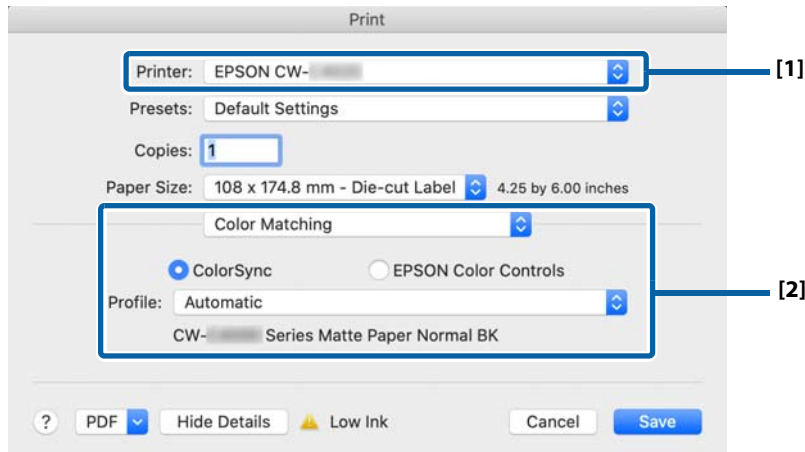 Print
Printer: EPSON CW-
[1]
Presets: Default Settings
Copies: 1
Paper Size: 108 x 174.8 mm - Die-cut Label 4.25 by 6.00 inches
Color Matching
ColorSync EPSON Color Controls
[2]
Profile: Automatic
CW- Series Matte Paper Normal BK
? PDF Hide Details Low Ink Cancel Save